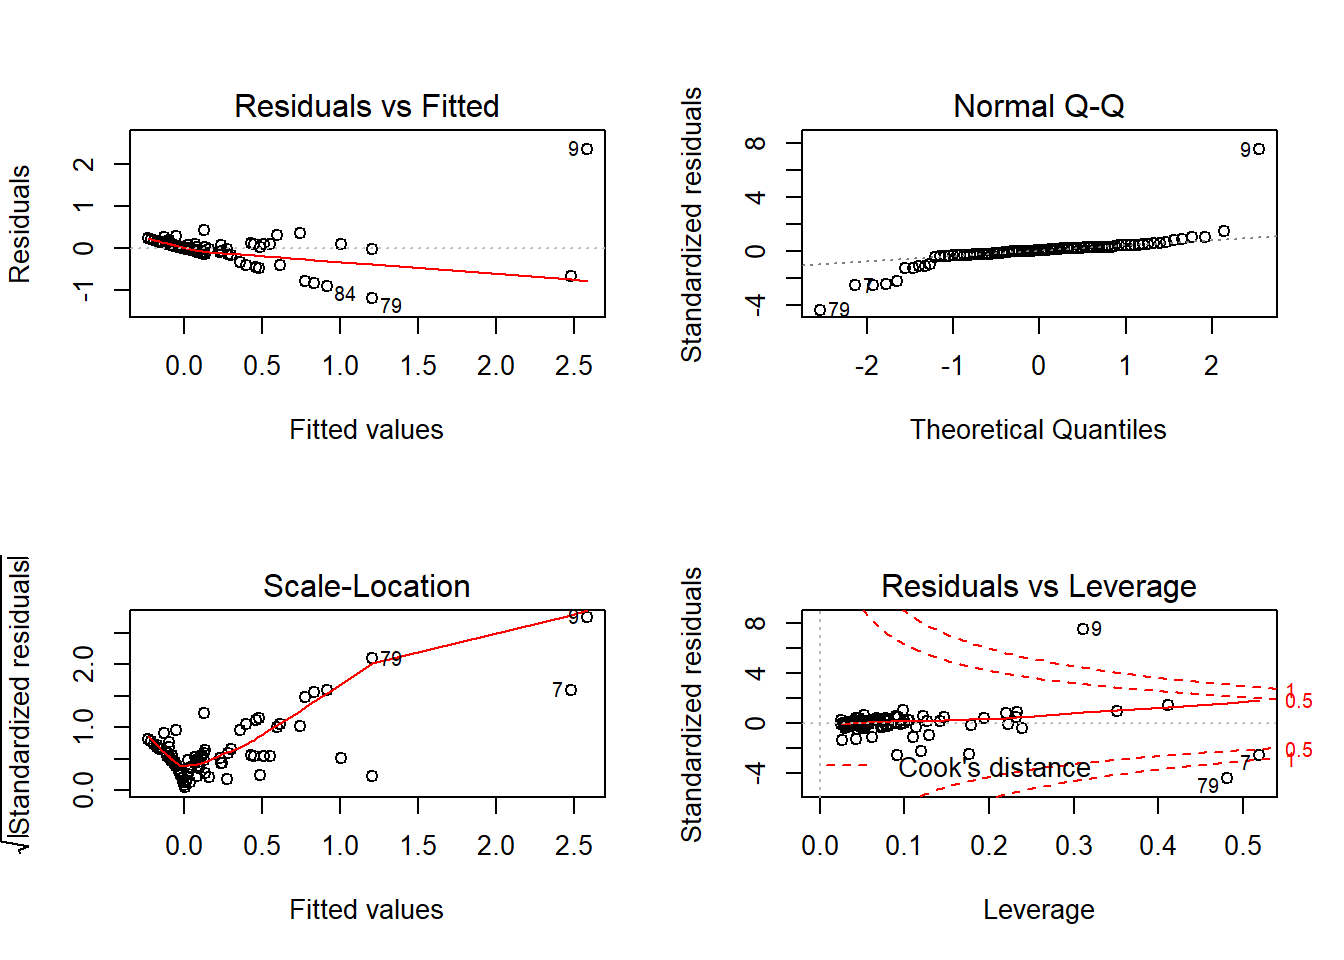 Residuals vs Fitted
Residuals
2
1
0
-1
9
84
79
0.0 0.5 1.0 1.5 2.0 2.5
Fitted values
Normal Q-Q
Standardized residuals
8
4
0
-4
9
7
79
-2 -1 0 1 2
Theoretical Quantiles
Scale-Location
√|Standardized residuals|
2.0
1.0
0.0
9
79
7
0.0 0.5 1.0 1.5 2.0 2.5
Fitted values
Residuals vs Leverage
Standardized residuals
8
4
0
-4
9
1
0.5
0.5
1
7
79
Cook's distance
0.0 0.1 0.2 0.3 0.4 0.5
Leverage